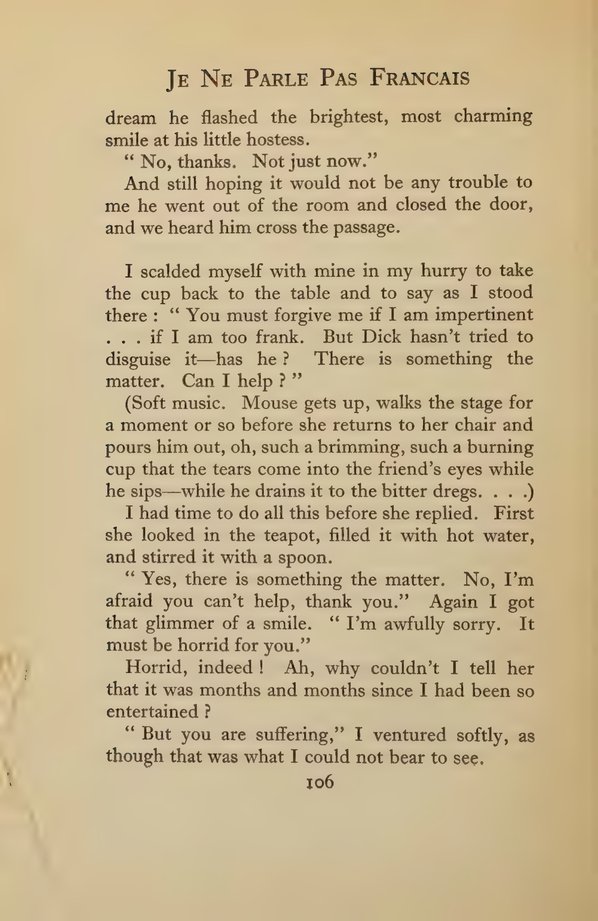 JE NE PARLE PAS FRANCAIS
dream he flashed the brightest, most charming
smile at his little hostess.
“ No, thanks. Not just now.”
And still hoping it would not be any trouble to
me he went out of the room and closed the door,
and we heard him cross the passage.
I scalded myself with mine in my hurry to take
the cup back to the table and to say as I stood
there : “ You must forgive me if I am impertinent
. . . if I am too frank. But Dick hasn’t tried to
disguise it—has he ? There is something the
matter. Can I help ? ”
(Soft music. Mouse gets up, walks the stage for
a moment or so before she returns to her chair and
pours him out, oh, such a brimming, such a burning
cup that the tears come into the friend’s eyes while
he sips—while he drains it to the bitter dregs. . . .)
I had time to do all this before she replied. First
she looked in the teapot, filled it with hot water,
and stirred it with a spoon.
“ Yes, there is something the matter. No, I’m
afraid you can’t help, thank you.” Again I got
that glimmer of a smile. “ I’m awfully sorry. It
must be horrid for you.”
Horrid, indeed ! Ah, why couldn’t I tell her
that it was months and months since I had been so
entertained ?
“ But you are suffering,” I ventured softly, as
though that was what I could not bear to see.
106